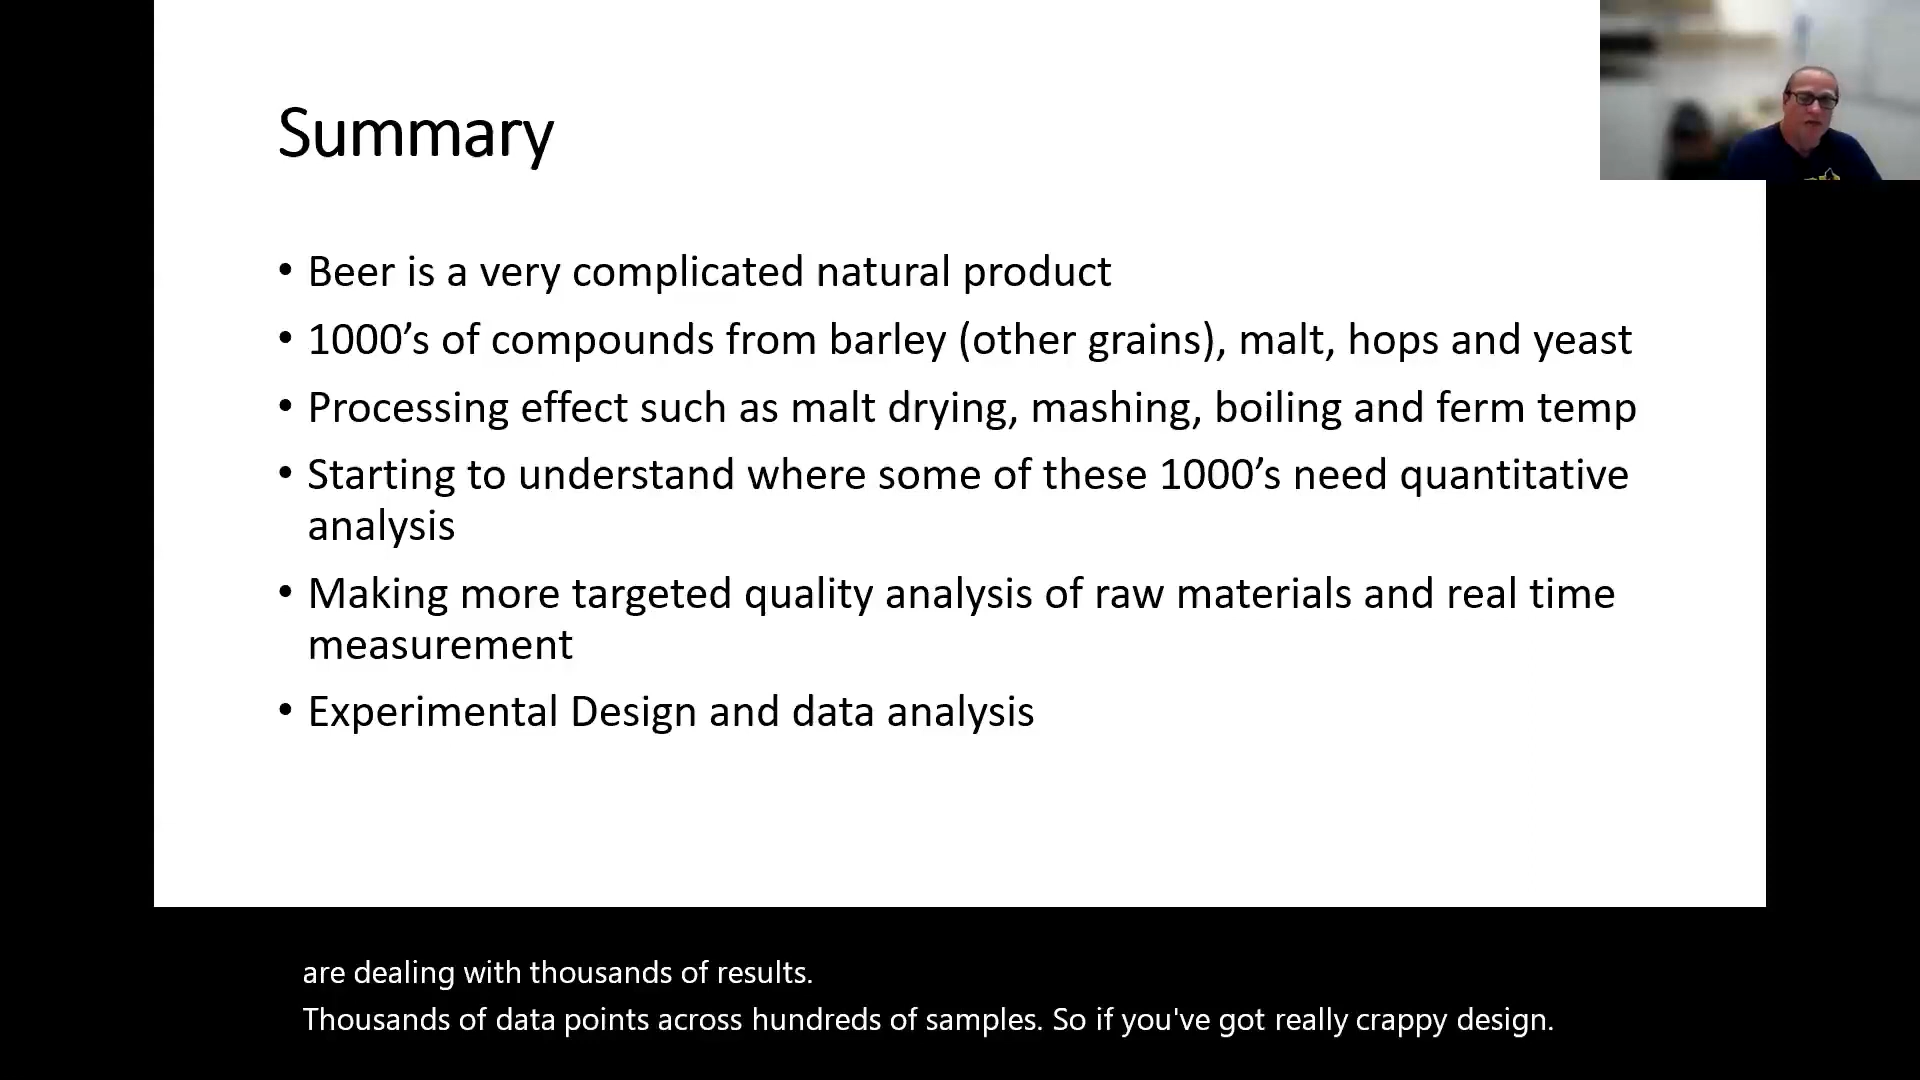 Summary
• Beer is a very complicated natural product
• 1000’s of compounds from barley (other grains), malt, hops and yeast
• Processing effect such as malt drying, mashing, boiling and ferm temp
• Starting to understand where some of these 1000’s need quantitative
analysis
• Making more targeted quality analysis of raw materials and real time
measurement
• Experimental Design and data analysis
are dealing with thousands of results.
Thousands of data points across hundreds of samples. So if you've got really crappy design.